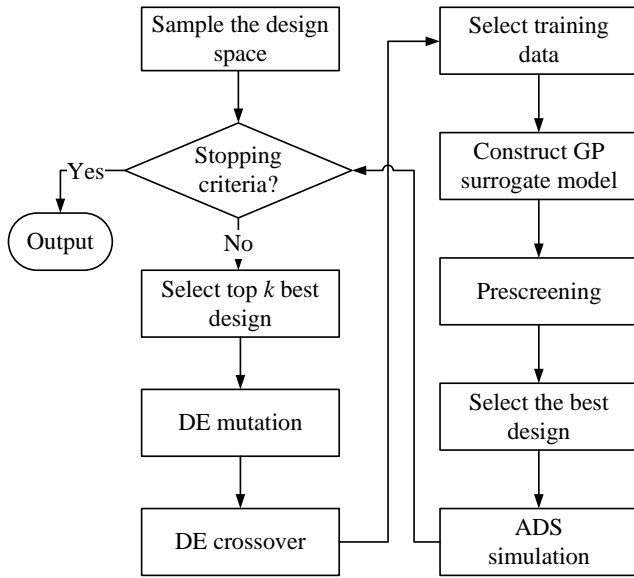 Sample the design
space
Stopping
criteria?
Yes
Output
No
Select top k best
design
DE mutation
DE crossover
Select training
data
Construct GP
surrogate model
Prescreening
Select the best
design
ADS
simulation